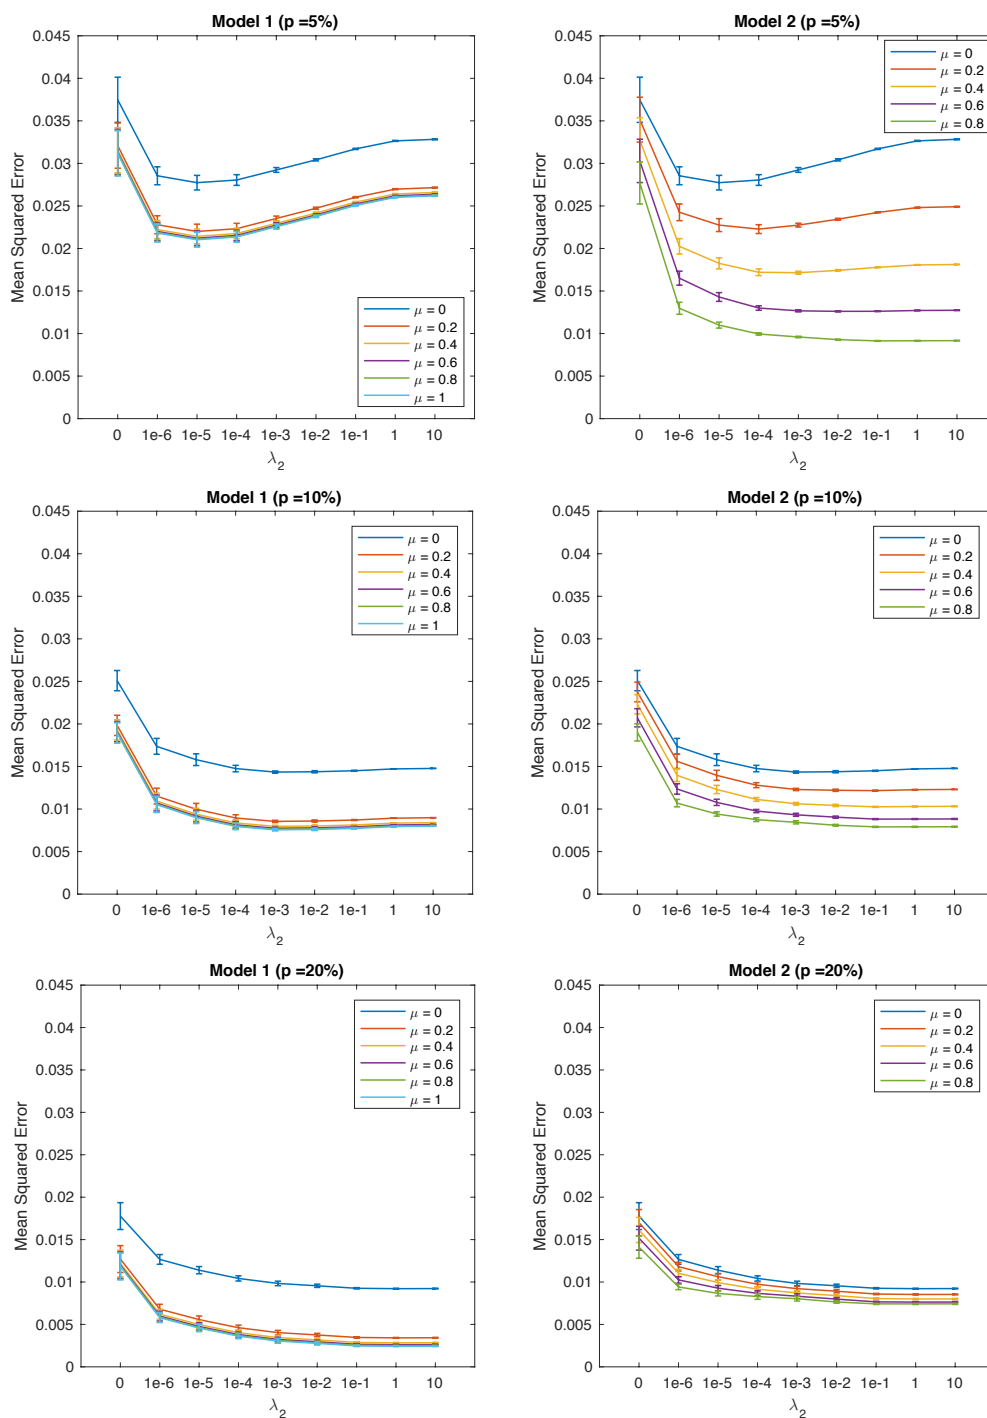 Model 1 (p =5%)
Mean Squared Error
0.045
0.04
0.035
0.03
0.025
0.02
0.015
0.01
0.005
0
μ = 0
μ = 0.2
μ = 0.4
μ = 0.6
μ = 0.8
μ = 1
0 1e-6 1e-5 1e-4 1e-3 1e-2 1e-1 1 10
λ2
Model 2 (p =5%)
Mean Squared Error
0.045
0.04
0.035
0.03
0.025
0.02
0.015
0.01
0.005
0
μ = 0
μ = 0.2
μ = 0.4
μ = 0.6
μ = 0.8
0 1e-6 1e-5 1e-4 1e-3 1e-2 1e-1 1 10
λ2
Model 1 (p =10%)
Mean Squared Error
0.045
0.04
0.035
0.03
0.025
0.02
0.015
0.01
0.005
0
μ = 0
μ = 0.2
μ = 0.4
μ = 0.6
μ = 0.8
μ = 1
0 1e-6 1e-5 1e-4 1e-3 1e-2 1e-1 1 10
λ2
Model 2 (p =10%)
Mean Squared Error
0.045
0.04
0.035
0.03
0.025
0.02
0.015
0.01
0.005
0
μ = 0
μ = 0.2
μ = 0.4
μ = 0.6
μ = 0.8
0 1e-6 1e-5 1e-4 1e-3 1e-2 1e-1 1 10
λ2
Model 1 (p =20%)
Mean Squared Error
0.045
0.04
0.035
0.03
0.025
0.02
0.015
0.01
0.005
0
μ = 0
μ = 0.2
μ = 0.4
μ = 0.6
μ = 0.8
μ = 1
0 1e-6 1e-5 1e-4 1e-3 1e-2 1e-1 1 10
λ2
Model 2 (p =20%)
Mean Squared Error
0.045
0.04
0.035
0.03
0.025
0.02
0.015
0.01
0.005
0
μ = 0
μ = 0.2
μ = 0.4
μ = 0.6
μ = 0.8
0 1e-6 1e-5 1e-4 1e-3 1e-2 1e-1 1 10
λ2